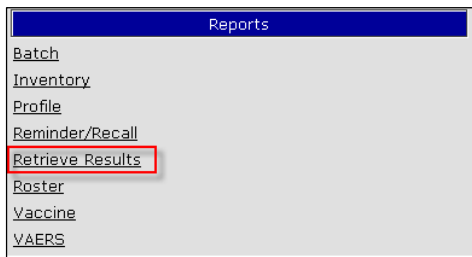 Reports
Batch
Inventory
Profile
Reminder/Recall
Retrieve Results
Roster
Vaccine
VAERS